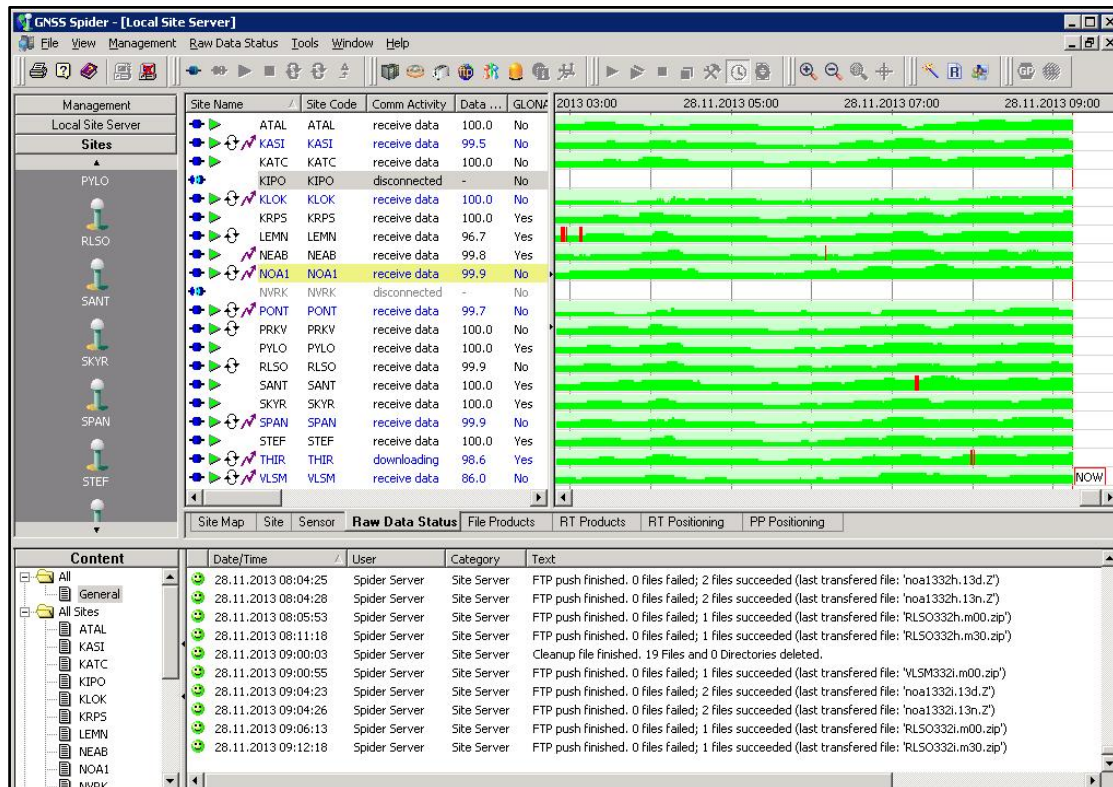 GNSS Spider - [Local Site Server]
File View Management Raw Data Status Tools Window Help
Management
Local Site Server
Sites
PYLO
RLSO
SANT
SKYR
SPAN
STEF
Site Name Site Code Comm Activity Data ... GLONA 2013 03:00 28.11.2013 05:00 28.11.2013 07:00 28.11.2013 09:00
ATAL ATAL receive data 100.0 No
KASI KASI receive data 99.5 No
KATC KATC receive data 100.0 No
KIPO KIPO disconnected - No
KLOK KLOK receive data 100.0 No
KRPS KRPS receive data 100.0 Yes
LEMN LEMN receive data 96.7 Yes
NEAB NEAB receive data 99.8 Yes
NOA1 NOA1 receive data 99.9 No
NVRK NVRK disconnected - No
PONT PONT receive data 99.7 No
PRKV PRKV receive data 100.0 No
PYLO PYLO receive data 100.0 No
RLSO RLSO receive data 99.9 No
SANT SANT receive data 100.0 Yes
SKYR SKYR receive data 100.0 Yes
SPAN SPAN receive data 99.9 No
STEF STEF receive data 100.0 Yes
THIR THIR downloading 98.6 Yes
VLSM VLSM receive data 86.0 No NOW
Site Map Site Sensor Raw Data Status File Products RT Products RT Positioning PP Positioning
Content
All
General
All Sites
ATAL
KASI
KATC
KIPO
KLOK
KRPS
LEMN
NEAB
NOA1
NVRK
Date/Time User Category Text
28.11.2013 08:04:25 Spider Server Site Server FTP push finished. 0 files failed; 2 files succeeded (last transfered file: 'noa1332h.13d.Z')
28.11.2013 08:04:28 Spider Server Site Server FTP push finished. 0 files failed; 2 files succeeded (last transfered file: 'noa1332h.13n.Z')
28.11.2013 08:05:53 Spider Server Site Server FTP push finished. 0 files failed; 1 files succeeded (last transfered file: 'RLSO332h.m00.zip')
28.11.2013 08:11:18 Spider Server Site Server FTP push finished. 0 files failed; 1 files succeeded (last transfered file: 'RLSO332h.m30.zip')
28.11.2013 09:00:03 Spider Server Site Server Cleanup file finished. 19 Files and 0 Directories deleted.
28.11.2013 09:00:55 Spider Server Site Server FTP push finished. 0 files failed; 1 files succeeded (last transfered file: 'VLSM332i.m00.zip')
28.11.2013 09:04:23 Spider Server Site Server FTP push finished. 0 files failed; 2 files succeeded (last transfered file: 'noa1332i.13d.Z')
28.11.2013 09:04:26 Spider Server Site Server FTP push finished. 0 files failed; 2 files succeeded (last transfered file: 'noa1332i.13n.Z')
28.11.2013 09:06:13 Spider Server Site Server FTP push finished. 0 files failed; 1 files succeeded (last transfered file: 'RLSO332i.m00.zip')
28.11.2013 09:12:18 Spider Server Site Server FTP push finished. 0 files failed; 1 files succeeded (last transfered file: 'RLSO332i.m30.zip')